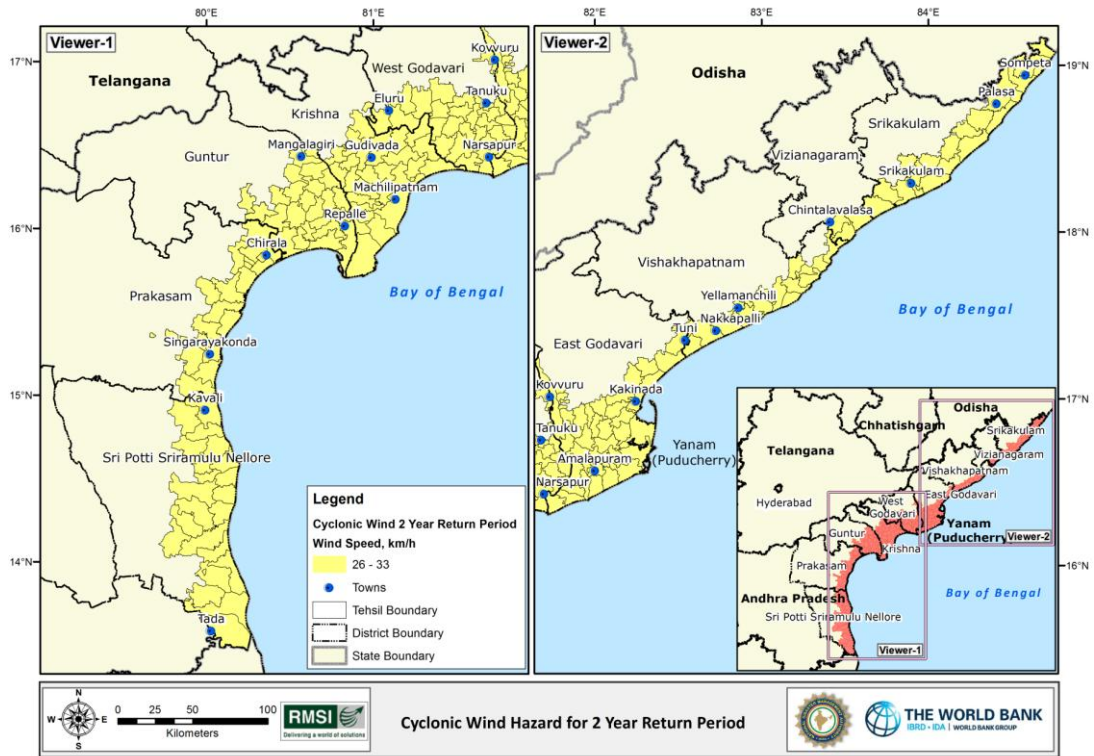 80°E
81°E
82°E
83°E
84°E
Viewer-1
Viewer-2
17°N
16°N
15°N
14°N
Telangana
West Godavari
Kovvuru
Tanuku
Eluru
Krishna
Guntur
Mangalagiri
Gudivada
Narsapur
Machilipatnam
Repalle
Chirala
Prakasam
Bay of Bengal
Singarayakonda
Kavali
Sri Potti Sriramulu Nellore
Tada
Legend
Cyclonic Wind 2 Year Return Period
Wind Speed, km/h
26 - 33
Towns
Tehsil Boundary
District Boundary
State Boundary
Odisha
Sompeta
Palasa
Srikakulam
Vizianagaram
Srikakulam
Chintalavalasa
Vishakhapatnam
Yellamanchili
Nakkapalli
Tuni
East Godavari
Kovvuru
Kakinada
Tanuku
Amalapuram
Yanam
(Puducherry)
Narsapur
Bay of Bengal
19°N
18°N
17°N
16°N
Odisha
Chhatishgarh
Srikakulam
Vizianagaram
Telangana
Vishakhapatnam
Hyderabad
West
Godavari
East Godavari
Yanam
(Puducherry)
Viewer-2
Guntur
Krishna
Prakasam
Andhra Pradesh
Bay of Bengal
Sri Potti Sriramulu Nellore
Viewer-1
N
W
E
S
0 25 50 100
Kilometers
RMSI
Delivering a world of solutions
Cyclonic Wind Hazard for 2 Year Return Period
THE WORLD BANK
IBRD • IDA | WORLD BANK GROUP